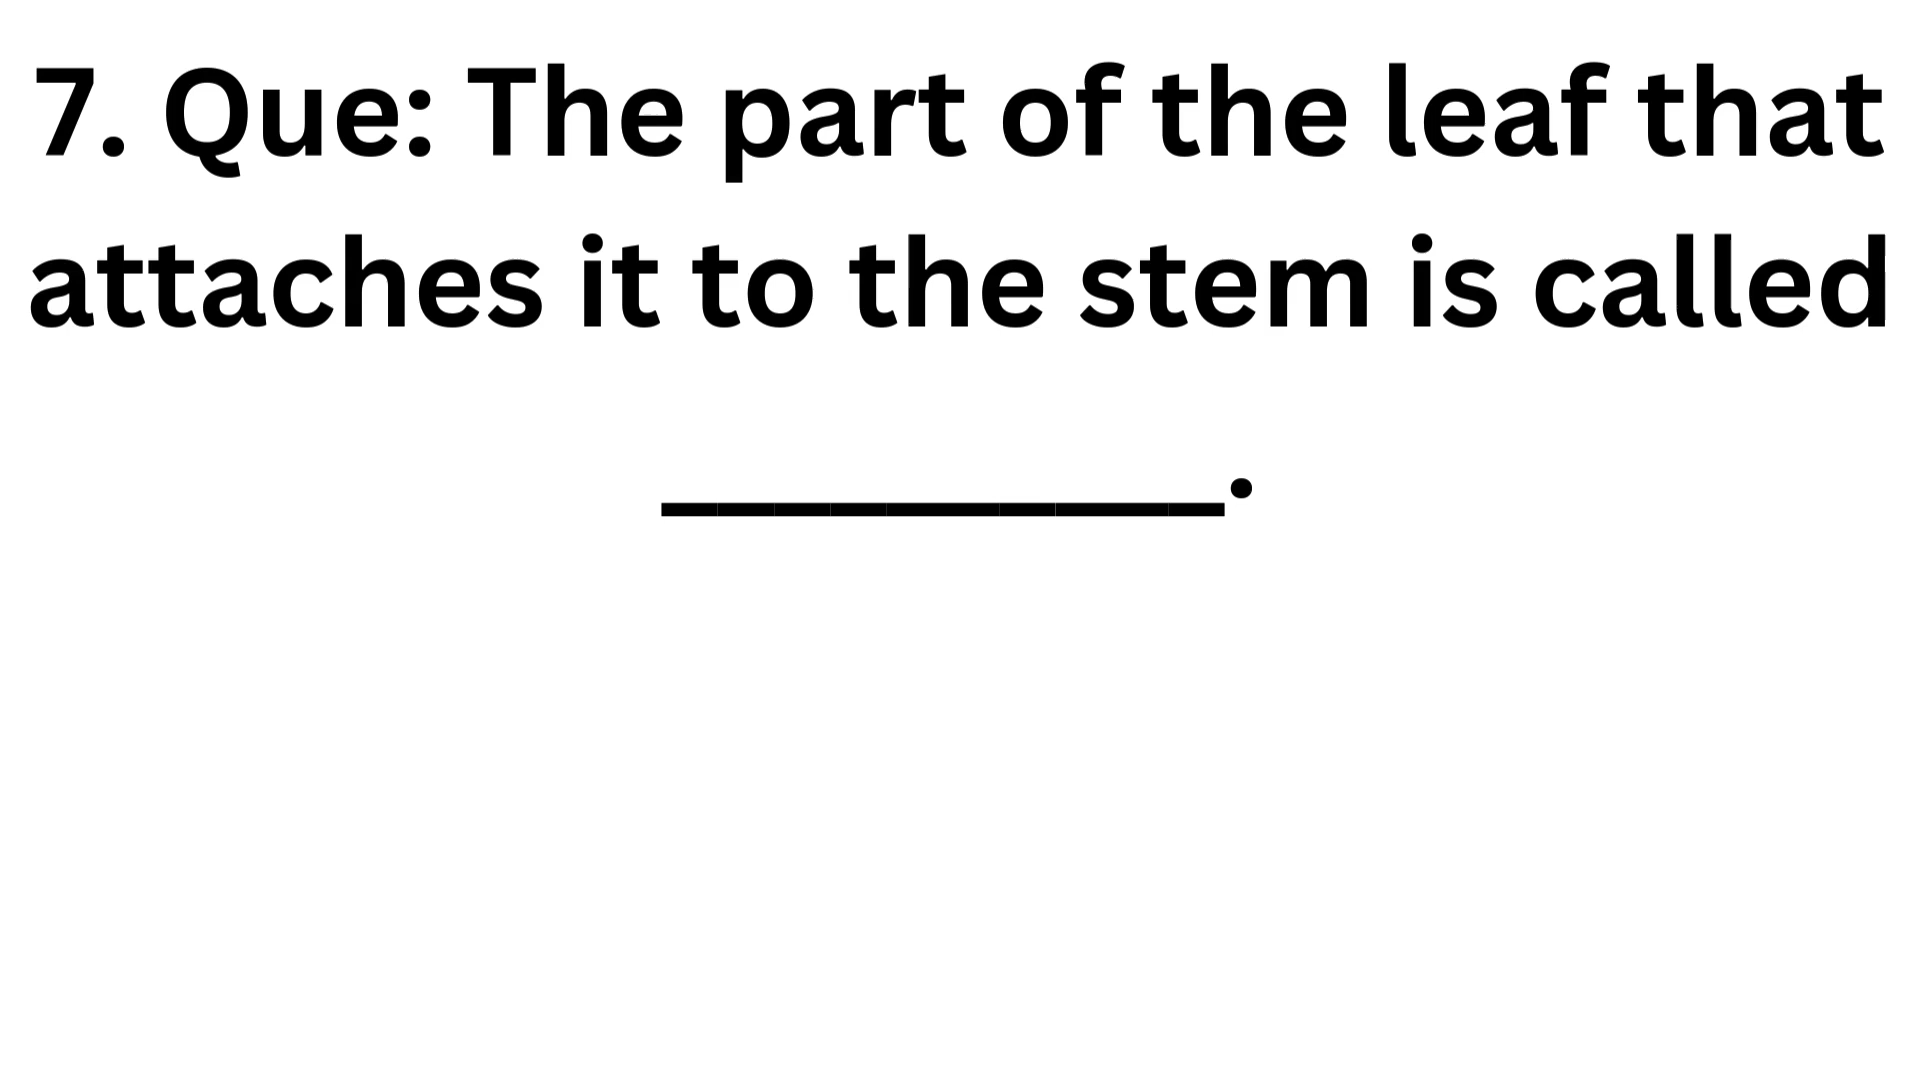 7. Que: The part of the leaf that
attaches it to the stem is called
__________.